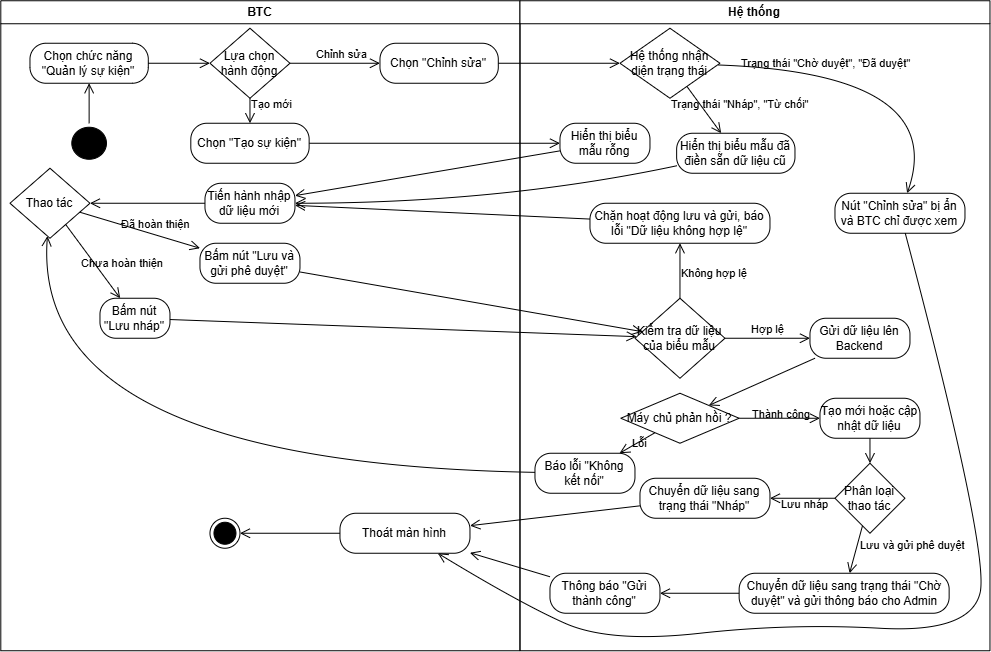 BTC
Hệ thống
Chọn chức năng
"Quản lý sự kiện"
Lựa chọn
hành động
Chỉnh sửa
Chọn "Chỉnh sửa"
Hệ thống nhận
diện trạng thái
Trạng thái "Chờ duyệt", "Đã duyệt"
Tạo mới
Trạng thái "Nháp", "Từ chối"
Chọn "Tạo sự kiện"
Hiển thị biểu
mẫu rỗng
Hiển thị biểu mẫu đã
điền sẵn dữ liệu cũ
Thao tác
Tiến hành nhập
dữ liệu mới
Chặn hoạt động lưu và gửi, báo
lỗi "Dữ liệu không hợp lệ"
Nút "Chỉnh sửa" bị ẩn
và BTC chỉ được xem
Đã hoàn thiện
Bấm nút "Lưu và
gửi phê duyệt"
Chưa hoàn thiện
Không hợp lệ
Bấm nút
"Lưu nháp"
Kiểm tra dữ liệu
của biểu mẫu
Hợp lệ
Gửi dữ liệu lên
Backend
Máy chủ phản hồi ?
Thành công
Tạo mới hoặc cập
nhật dữ liệu
Lỗi
Báo lỗi "Không
kết nối"
Chuyển dữ liệu sang
trạng thái "Nháp"
Lưu nháp
Phân loại
thao tác
Thoát màn hình
Lưu và gửi phê duyệt
Thông báo "Gửi
thành công"
Chuyển dữ liệu sang trạng thái "Chờ
duyệt" và gửi thông báo cho Admin